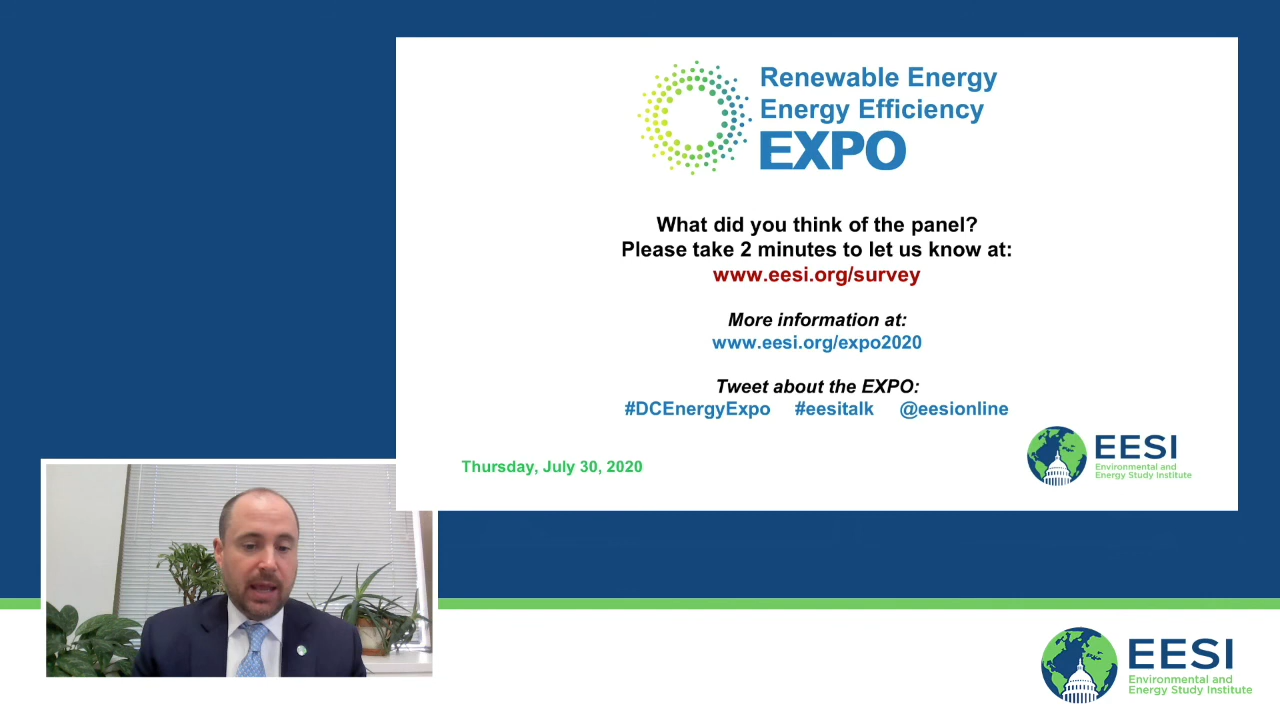 Renewable Energy
Energy Efficiency
EXPO
What did you think of the panel?
Please take 2 minutes to let us know at:
www.eesi.org/survey
More information at:
www.eesi.org/expo2020
Tweet about the EXPO:
#DCEnergyExpo #eesitalk @eesionline
Thursday, July 30, 2020
EESI
Environmental and
Energy Study Institute
EESI
Environmental and
Energy Study Institute